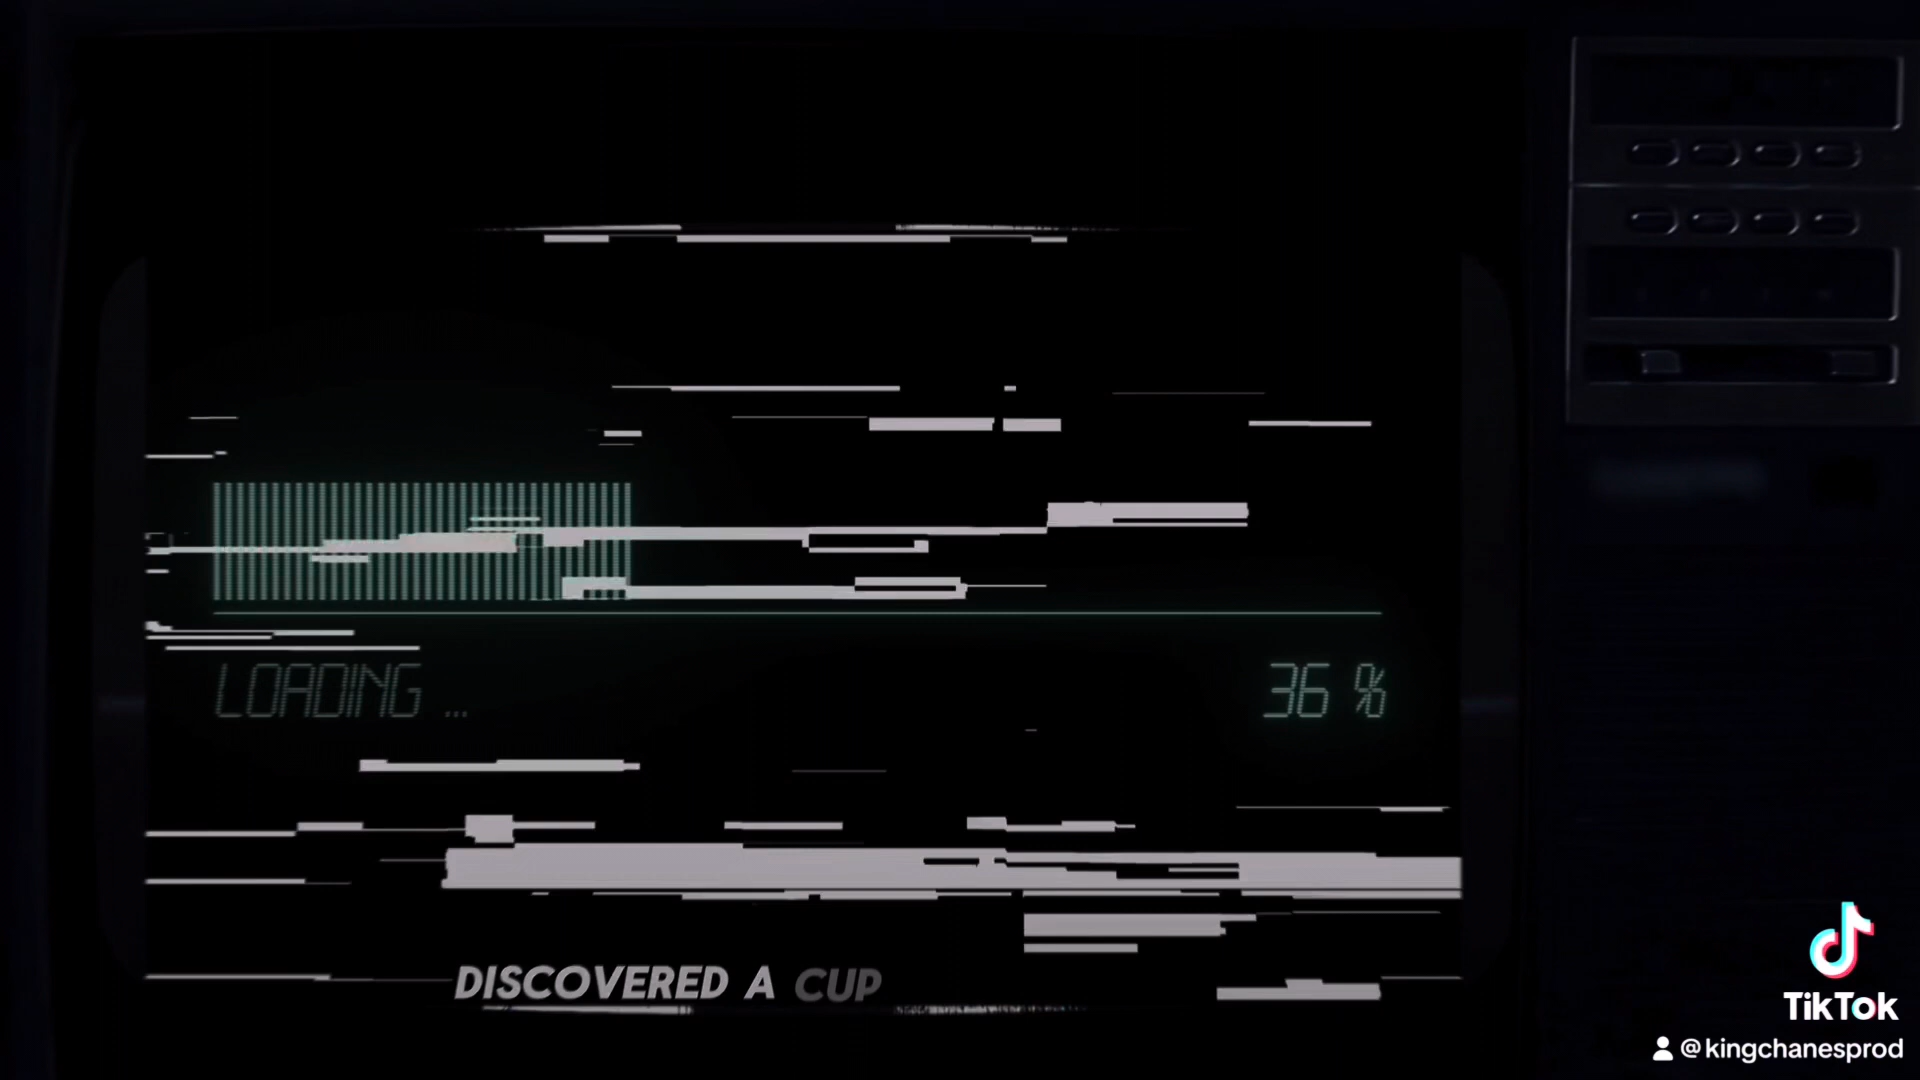 LOADING ... 36 %
DISCOVERED A CUP
TikTok
@kingchanesprod